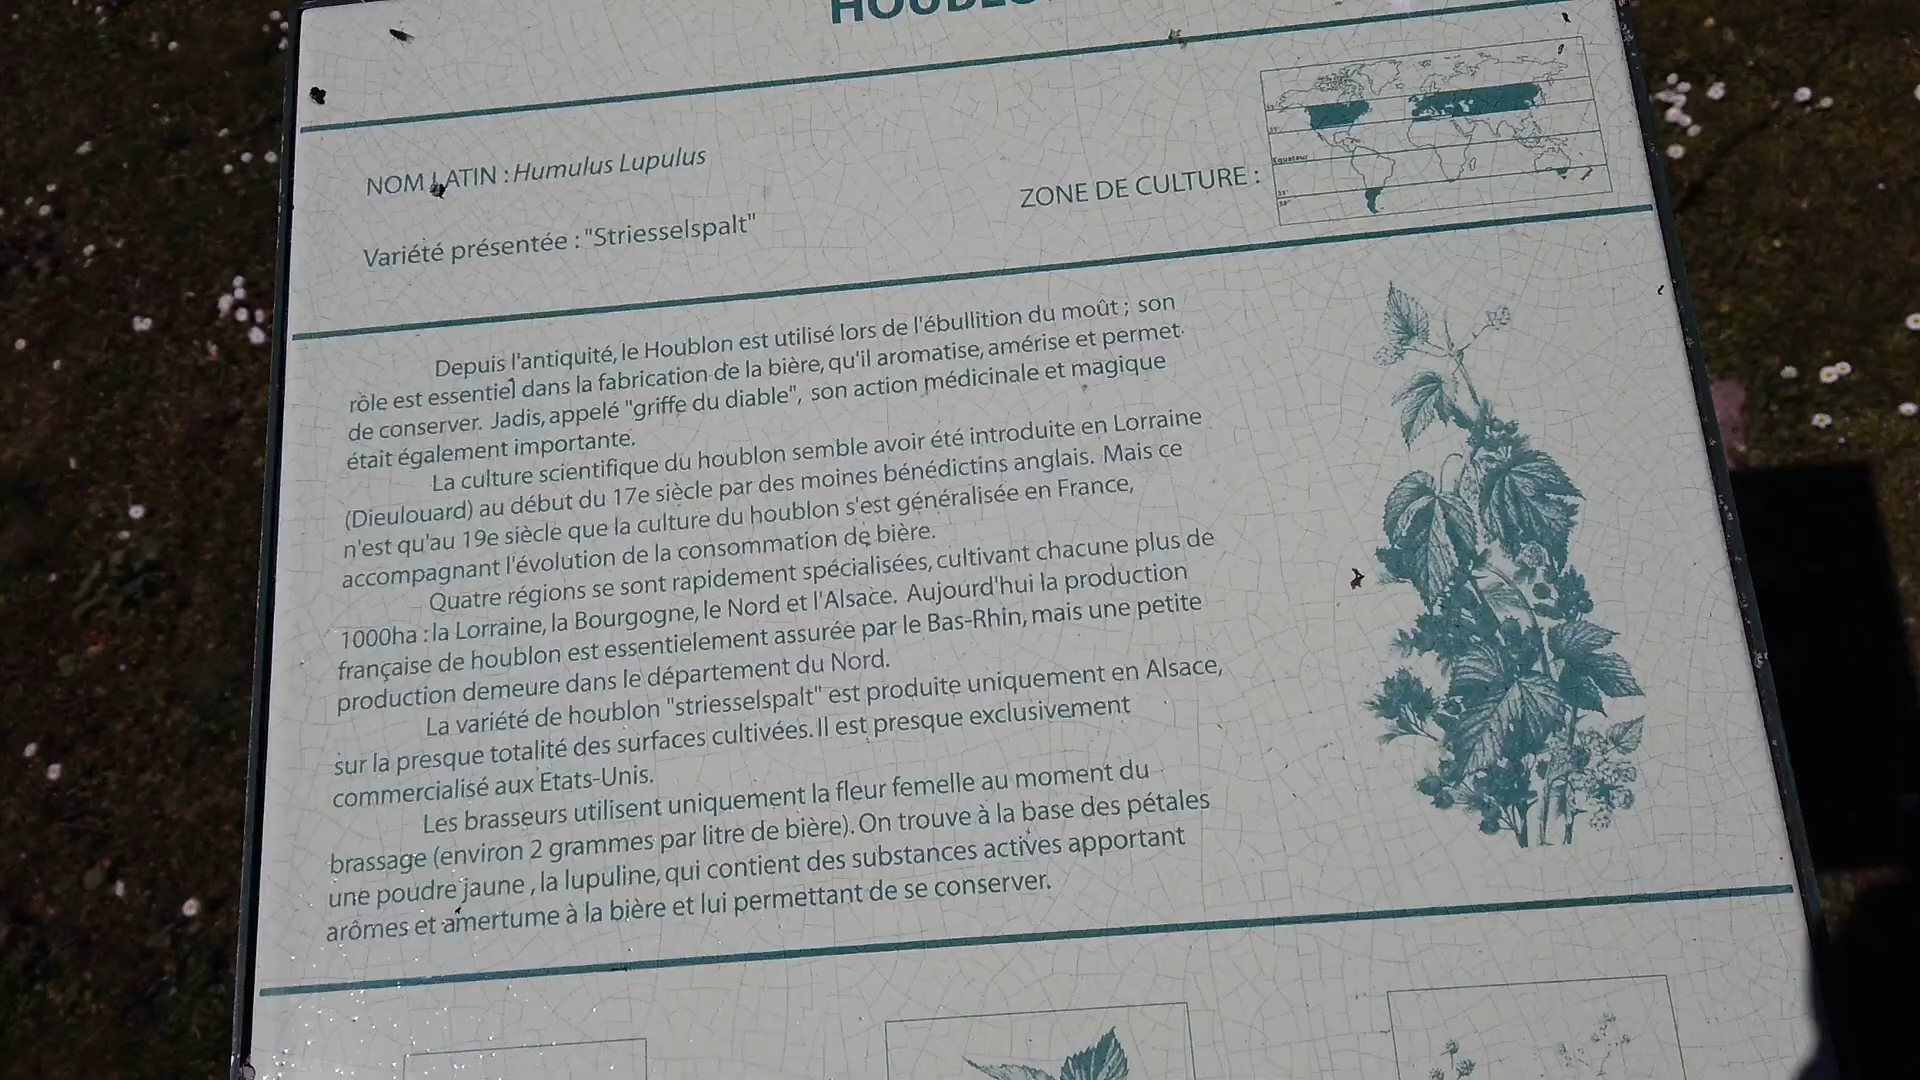 NOM LATIN : Humulus Lupulus
Variété présentée : "Striesselspalt"
ZONE DE CULTURE :
Equateur
Depuis l'antiquité, le Houblon est utilisé lors de l'ébullition du moût ; son
rôle est essentiel dans la fabrication de la bière, qu'il aromatise, amérise et permet
de conserver. Jadis, appelé "griffe du diable", son action médicinale et magique
était également importante.
La culture scientifique du houblon semble avoir été introduite en Lorraine
(Dieulouard) au début du 17e siècle par des moines bénédictins anglais. Mais ce
n'est qu'au 19e siècle que la culture du houblon s'est généralisée en France,
accompagnant l'évolution de la consommation de bière.
Quatre régions se sont rapidement spécialisées, cultivant chacune plus de
1000ha : la Lorraine, la Bourgogne, le Nord et l'Alsace. Aujourd'hui la production
française de houblon est essentielement assurée par le Bas-Rhin, mais une petite
production demeure dans le département du Nord.
La variété de houblon "striesselspalt" est produite uniquement en Alsace,
sur la presque totalité des surfaces cultivées. Il est presque exclusivement
commercialisé aux Etats-Unis.
Les brasseurs utilisent uniquement la fleur femelle au moment du
brassage (environ 2 grammes par litre de bière). On trouve à la base des pétales
une poudre jaune , la lupuline, qui contient des substances actives apportant
arômes et amertume à la bière et lui permettant de se conserver.